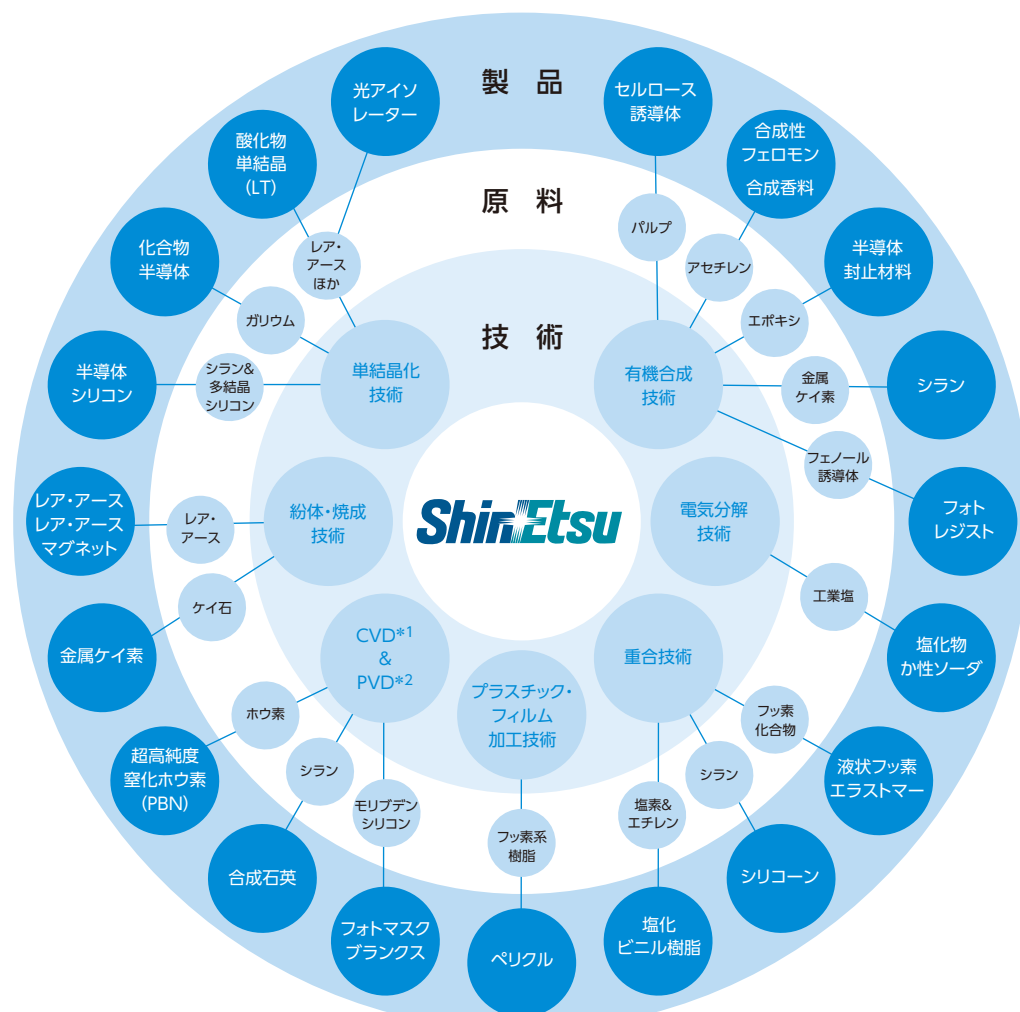 製 品
原 料
技 術
光アイソ
レーター
酸化物
単結晶
(LT)
化合物
半導体
半導体
シリコン
レア・アース
レア・アース
マグネット
金属ケイ素
超高純度
窒化ホウ素
(PBN)
合成石英
フォトマスク
ブランクス
ペリクル
塩化
ビニル樹脂
シリコーン
液状フッ素
エラストマー
塩化物
か性ソーダ
フォト
レジスト
シラン
半導体
封止材料
合成性
フェロモン
合成香料
セルロース
誘導体
レア・
アース
ほか
ガリウム
シラン&
多結晶
シリコン
レア・
アース
ケイ石
ホウ素
シラン
モリブデン
シリコン
フッ素系
樹脂
塩素&
エチレン
シラン
フッ素
化合物
工業塩
フェノール
誘導体
金属
ケイ素
エポキシ
アセチレン
パルプ
単結晶化
技術
紛体・焼成
技術
CVD*1
&
PVD*2
プラスチック・
フィルム
加工技術
重合技術
電気分解
技術
有機合成
技術
ShinEtsu